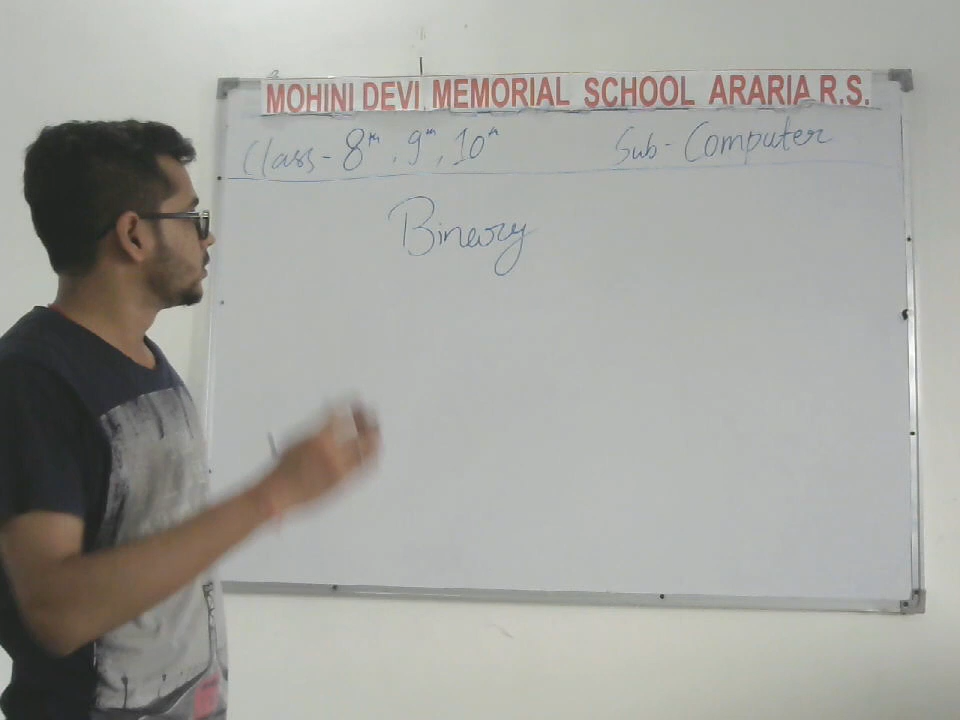 MOHINI DEVI MEMORIAL SCHOOL ARARIA R.S.
Class - 8th, 9th, 10th Sub - Computer
Binary